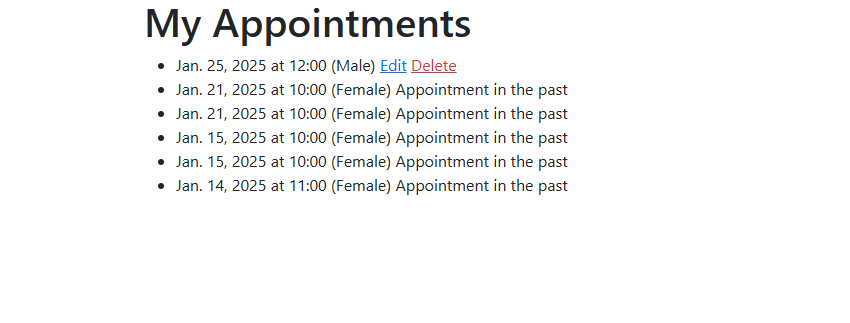 My Appointments
Jan. 25, 2025 at 12:00 (Male) Edit Delete
Jan. 21, 2025 at 10:00 (Female) Appointment in the past
Jan. 21, 2025 at 10:00 (Female) Appointment in the past
Jan. 15, 2025 at 10:00 (Female) Appointment in the past
Jan. 15, 2025 at 10:00 (Female) Appointment in the past
Jan. 14, 2025 at 11:00 (Female) Appointment in the past